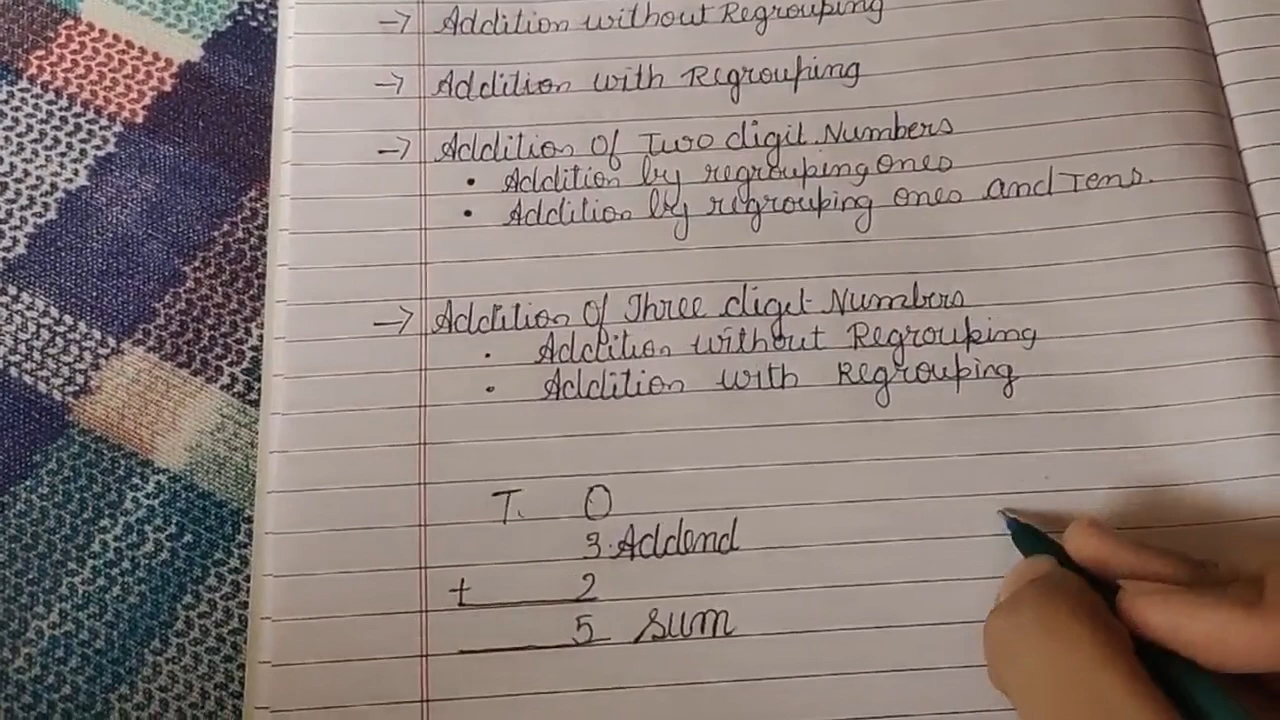 → Addition without Regrouping
→ Addition with Regrouping
→ Addition Of Two digit Numbers
• Addition by regrouping Ones
• Addition by regrouping ones and Tens.
→ Addition Of Three digit Numbers
• Addition without Regrouping
• Addition with Regrouping
T. O
3. Addend
+ 2
5 Sum